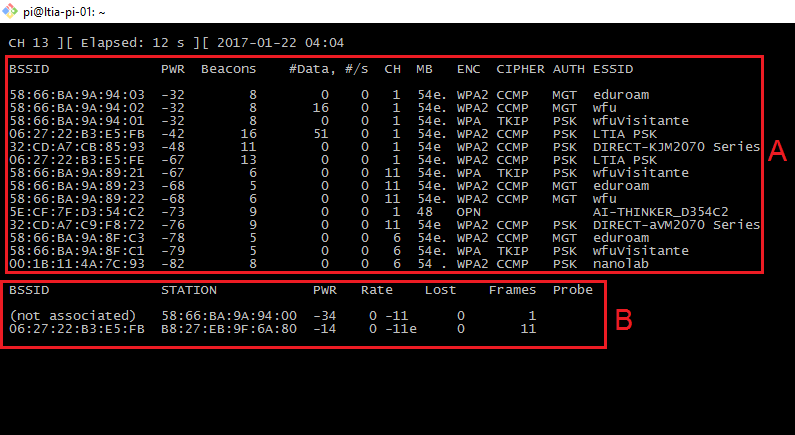 pi@ltia-pi-01: ~
CH 13 ][ Elapsed: 12 s ][ 2017-01-22 04:04
BSSID PWR Beacons #Data, #/s CH MB ENC CIPHER AUTH ESSID
58:66:BA:9A:94:03 -32 8 0 0 1 54e. WPA2 CCMP MGT eduroam
58:66:BA:9A:94:02 -32 8 16 0 1 54e. WPA2 CCMP MGT wfu
58:66:BA:9A:94:01 -32 8 0 0 1 54e. WPA TKIP PSK wfuVisitante
06:27:22:B3:E5:FB -42 16 51 0 1 54e. WPA2 CCMP PSK LTIA PSK
32:CD:A7:CB:85:93 -48 11 0 0 1 54e WPA2 CCMP PSK DIRECT-KJM2070 Series
06:27:22:B3:E5:FE -67 13 0 0 1 54e. WPA2 CCMP PSK LTIA PSK
58:66:BA:9A:89:21 -67 6 0 0 11 54e. WPA TKIP PSK wfuVisitante
58:66:BA:9A:89:23 -68 5 0 0 11 54e. WPA2 CCMP MGT eduroam
58:66:BA:9A:89:22 -68 6 0 0 11 54e. WPA2 CCMP MGT wfu
5E:CF:7F:D3:54:C2 -73 9 0 0 1 48 OPN AI-THINKER_D354C2
32:CD:A7:C9:F8:72 -76 9 0 0 11 54e WPA2 CCMP PSK DIRECT-aVM2070 Series
58:66:BA:9A:8F:C3 -78 5 0 0 6 54e. WPA2 CCMP MGT eduroam
58:66:BA:9A:8F:C1 -79 5 0 0 6 54e. WPA TKIP PSK wfuVisitante
00:1B:11:4A:7C:93 -82 8 0 0 6 54 . WPA2 CCMP PSK nanolab
A
BSSID STATION PWR Rate Lost Frames Probe
(not associated) 58:66:BA:9A:94:00 -34 0 -11 0 1
06:27:22:B3:E5:FB B8:27:EB:9F:6A:80 -14 0 -11e 0 11
B